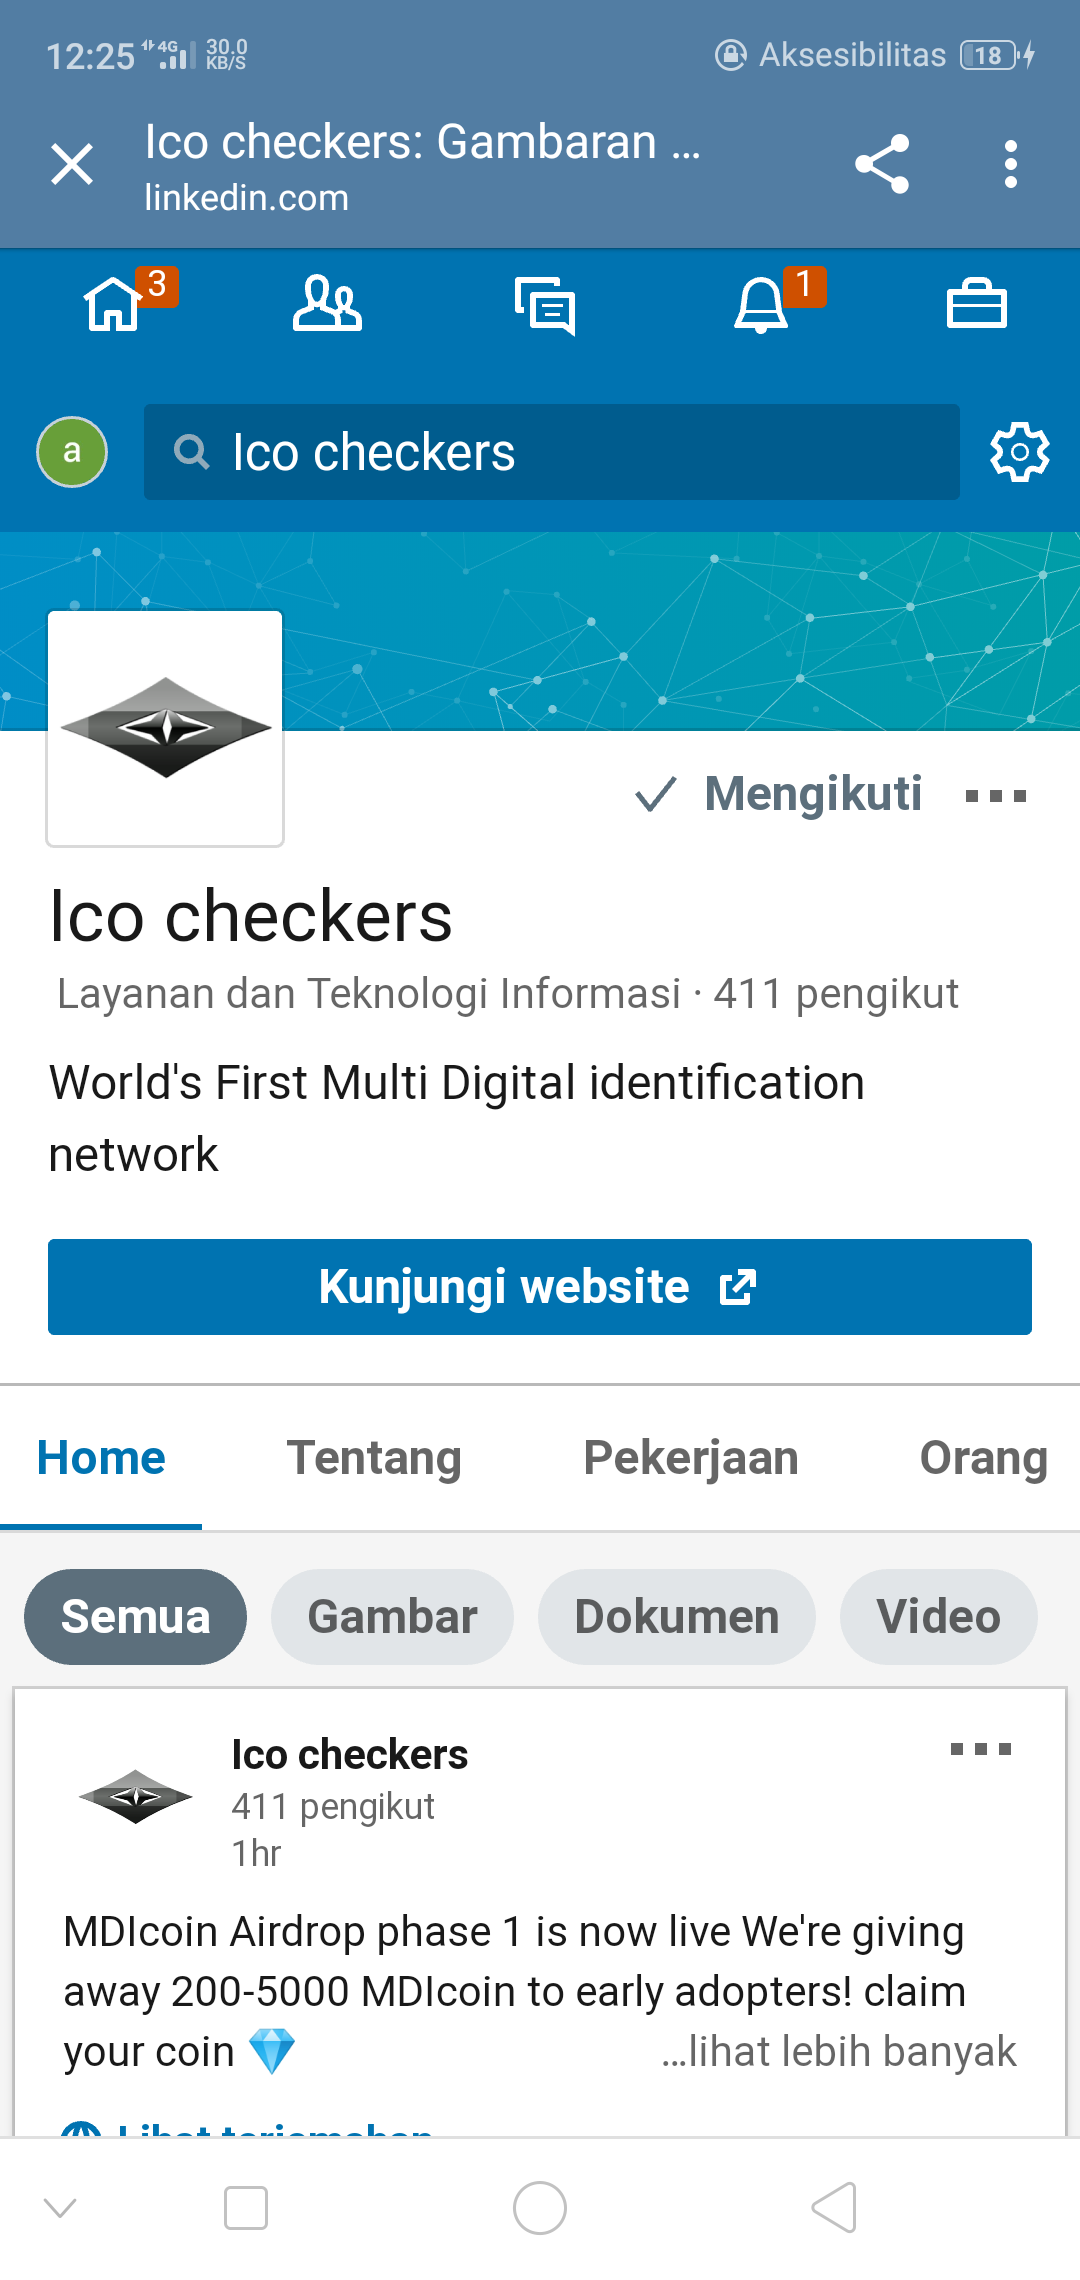 12:25 4G 30.0 KB/S Aksesibilitas 18
Ico checkers: Gambaran ...
linkedin.com
3
1
a
Ico checkers
Mengikuti
Ico checkers
Layanan dan Teknologi Informasi · 411 pengikut
World's First Multi Digital identification
network
Kunjungi website
Home Tentang Pekerjaan Orang
Semua Gambar Dokumen Video
Ico checkers
411 pengikut
1hr
MDIcoin Airdrop phase 1 is now live We're giving
away 200-5000 MDIcoin to early adopters! claim
your coin 💎 ...lihat lebih banyak
Lihat terjemahan